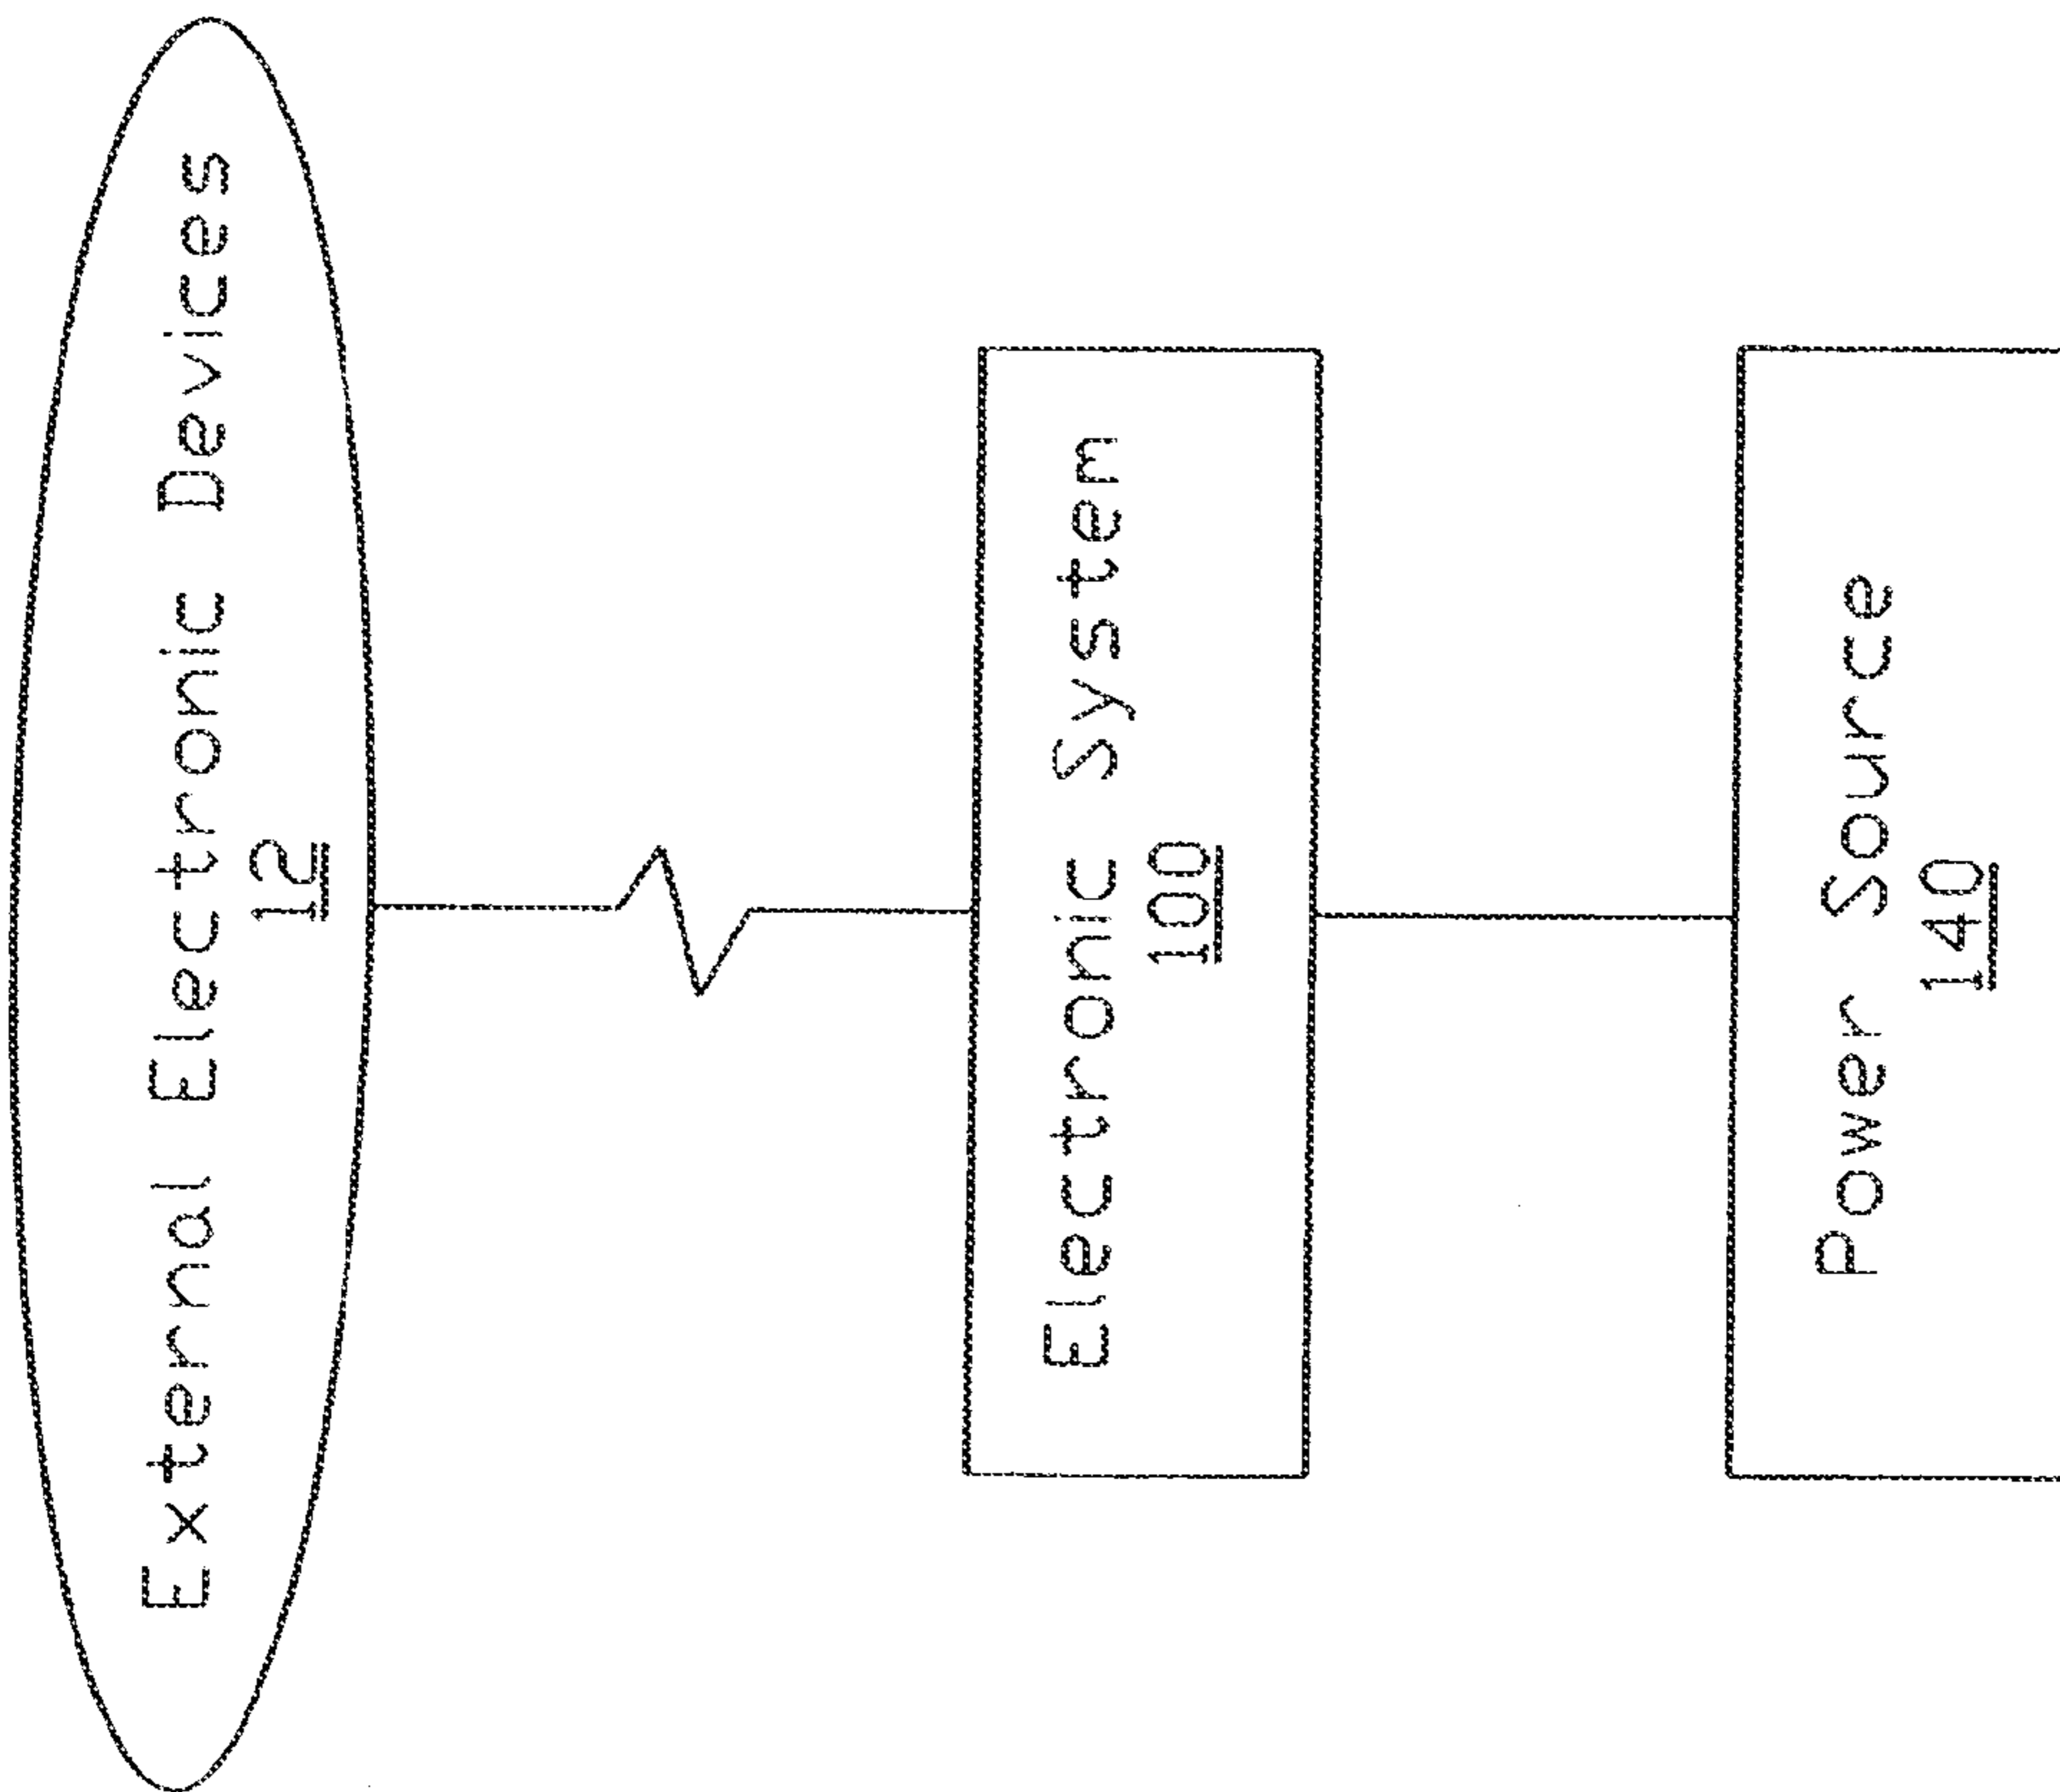 External Electronic Devices
12
Electronic System
100
Power Source
140